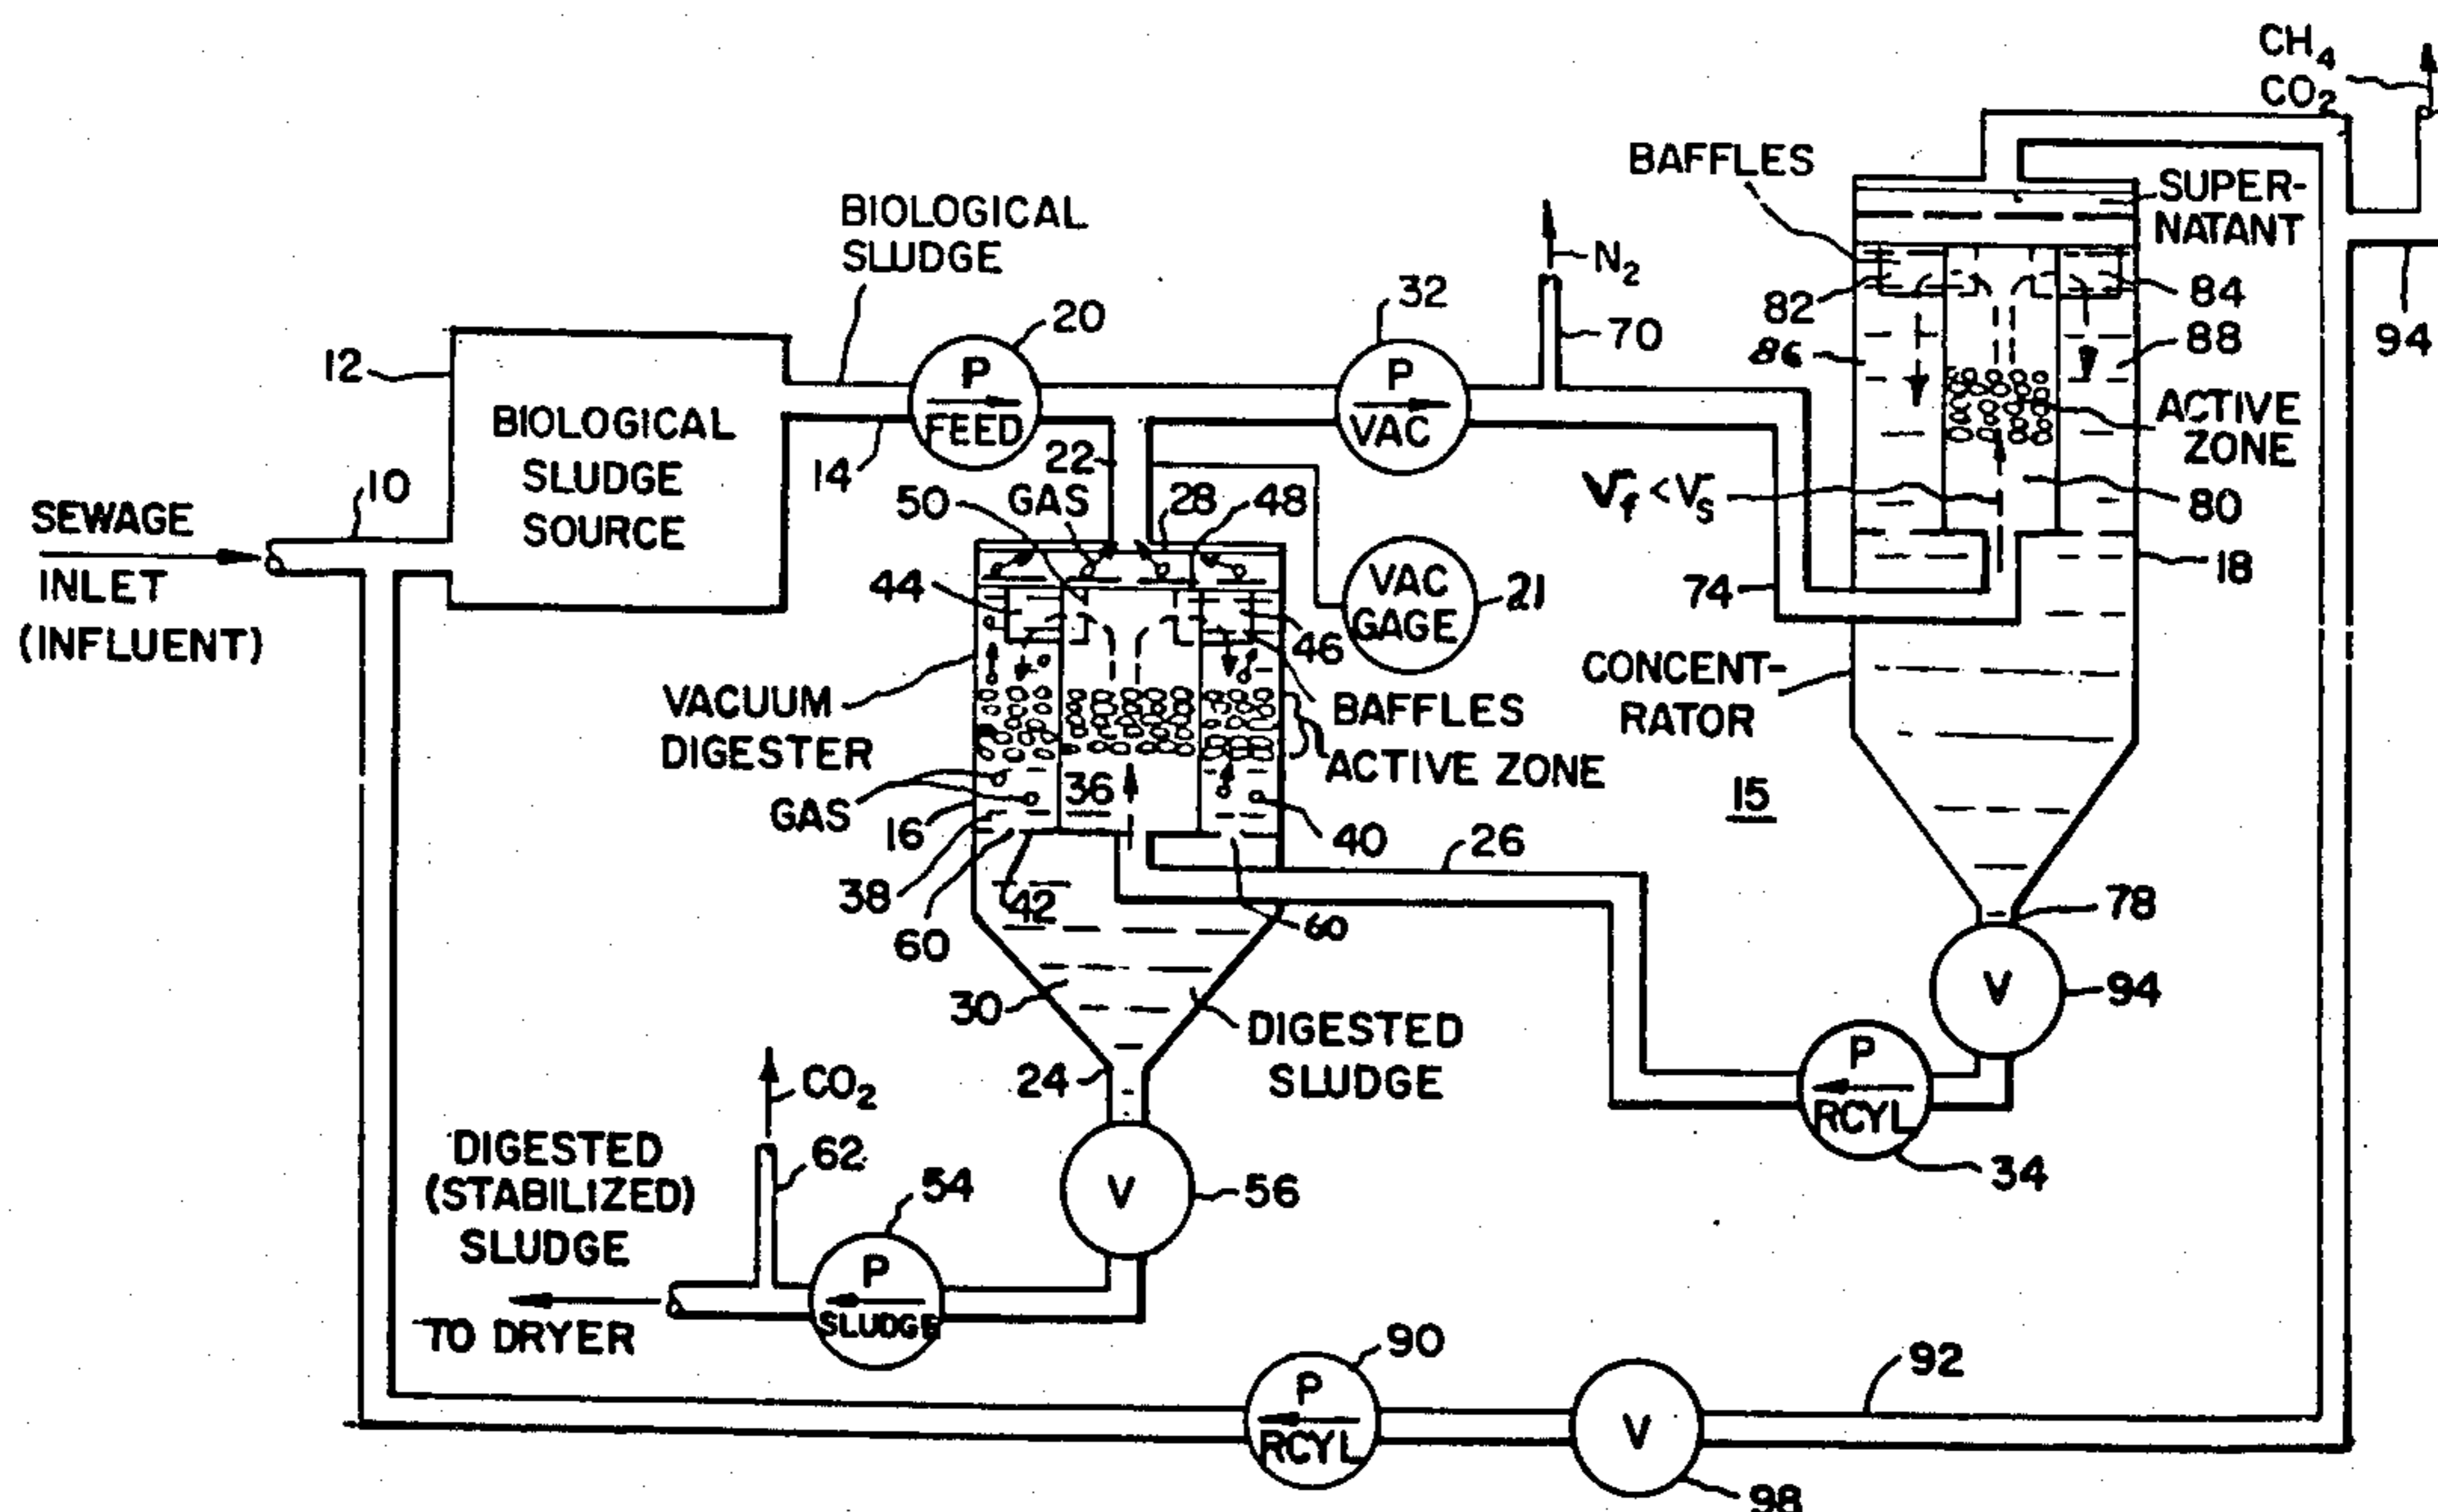 CH4
CO2
BAFFLES
SUPER-
NATANT
BIOLOGICAL
SLUDGE
N2
82
84
20
32
70
86
88
94
12
P
FEED
P
VAC
ACTIVE
ZONE
BIOLOGICAL
SLUDGE
SOURCE
14
22
10
50
GAS
28
48
Vf < Vs
80
SEWAGE
INLET
(INFLUENT)
44
VAC
GAGE
21
74
18
46
VACUUM
DIGESTER
BAFFLES
ACTIVE ZONE
CONCENT-
RATOR
GAS
36
15
16
40
26
38
42
60
60
78
30
DIGESTED
SLUDGE
V
94
24
CO2
P
RCYL
34
DIGESTED
(STABILIZED)
SLUDGE
62
54
V
56
P
SLUDGE
TO DRYER
90
P
RCYL
92
V
98